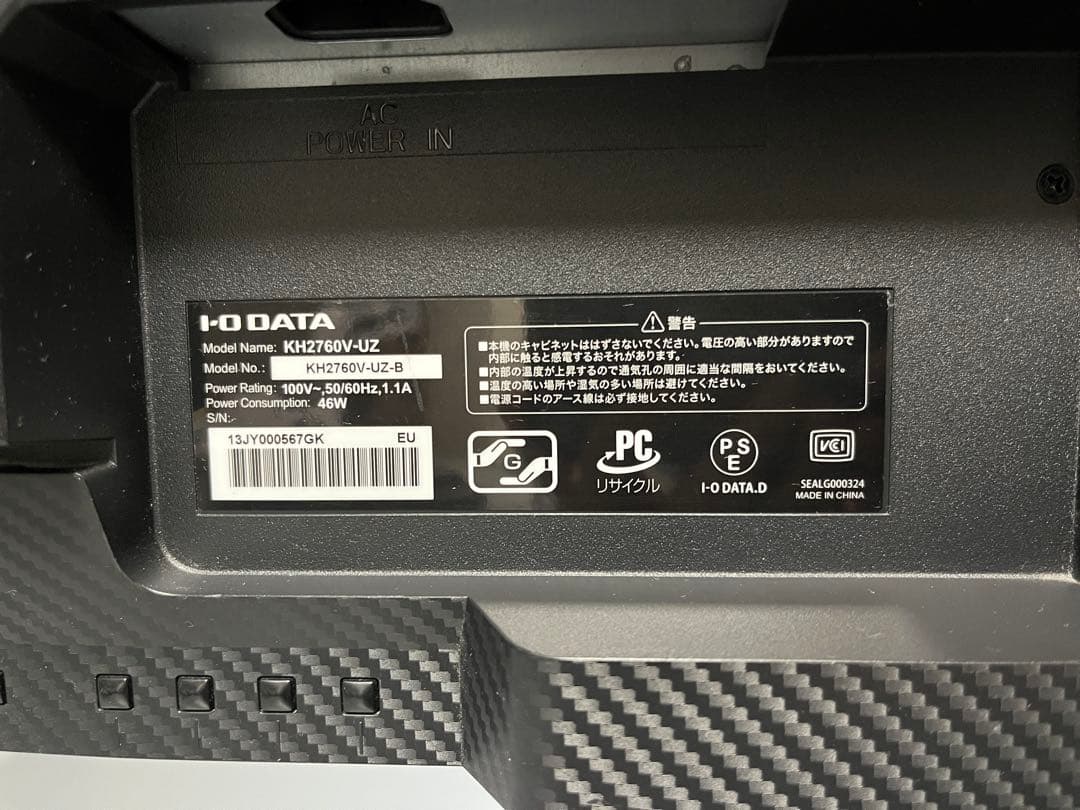 AC
POWER IN
I-O DATA
Model Name: KH2760V-UZ
Model No.: KH2760V-UZ-B
Power Rating: 100V~,50/60Hz,1.1A
Power Consumption: 46W
S/N:
13JY000567GK EU
⚠警告
■本機のキャビネットははずさないでください。電圧の高い部分がありますので
内部に触ると感電するおそれがあります。
■内部の温度が上昇するので通気孔の周囲に適当な間隔をおいてください。
■温度の高い場所や湿気の多い場所は避けてください。
■電源コードのアース線は必ず接地してください。
G
PC
リサイクル
PS
E
I-O DATA.D
VCI
SEALG000324
MADE IN CHINA